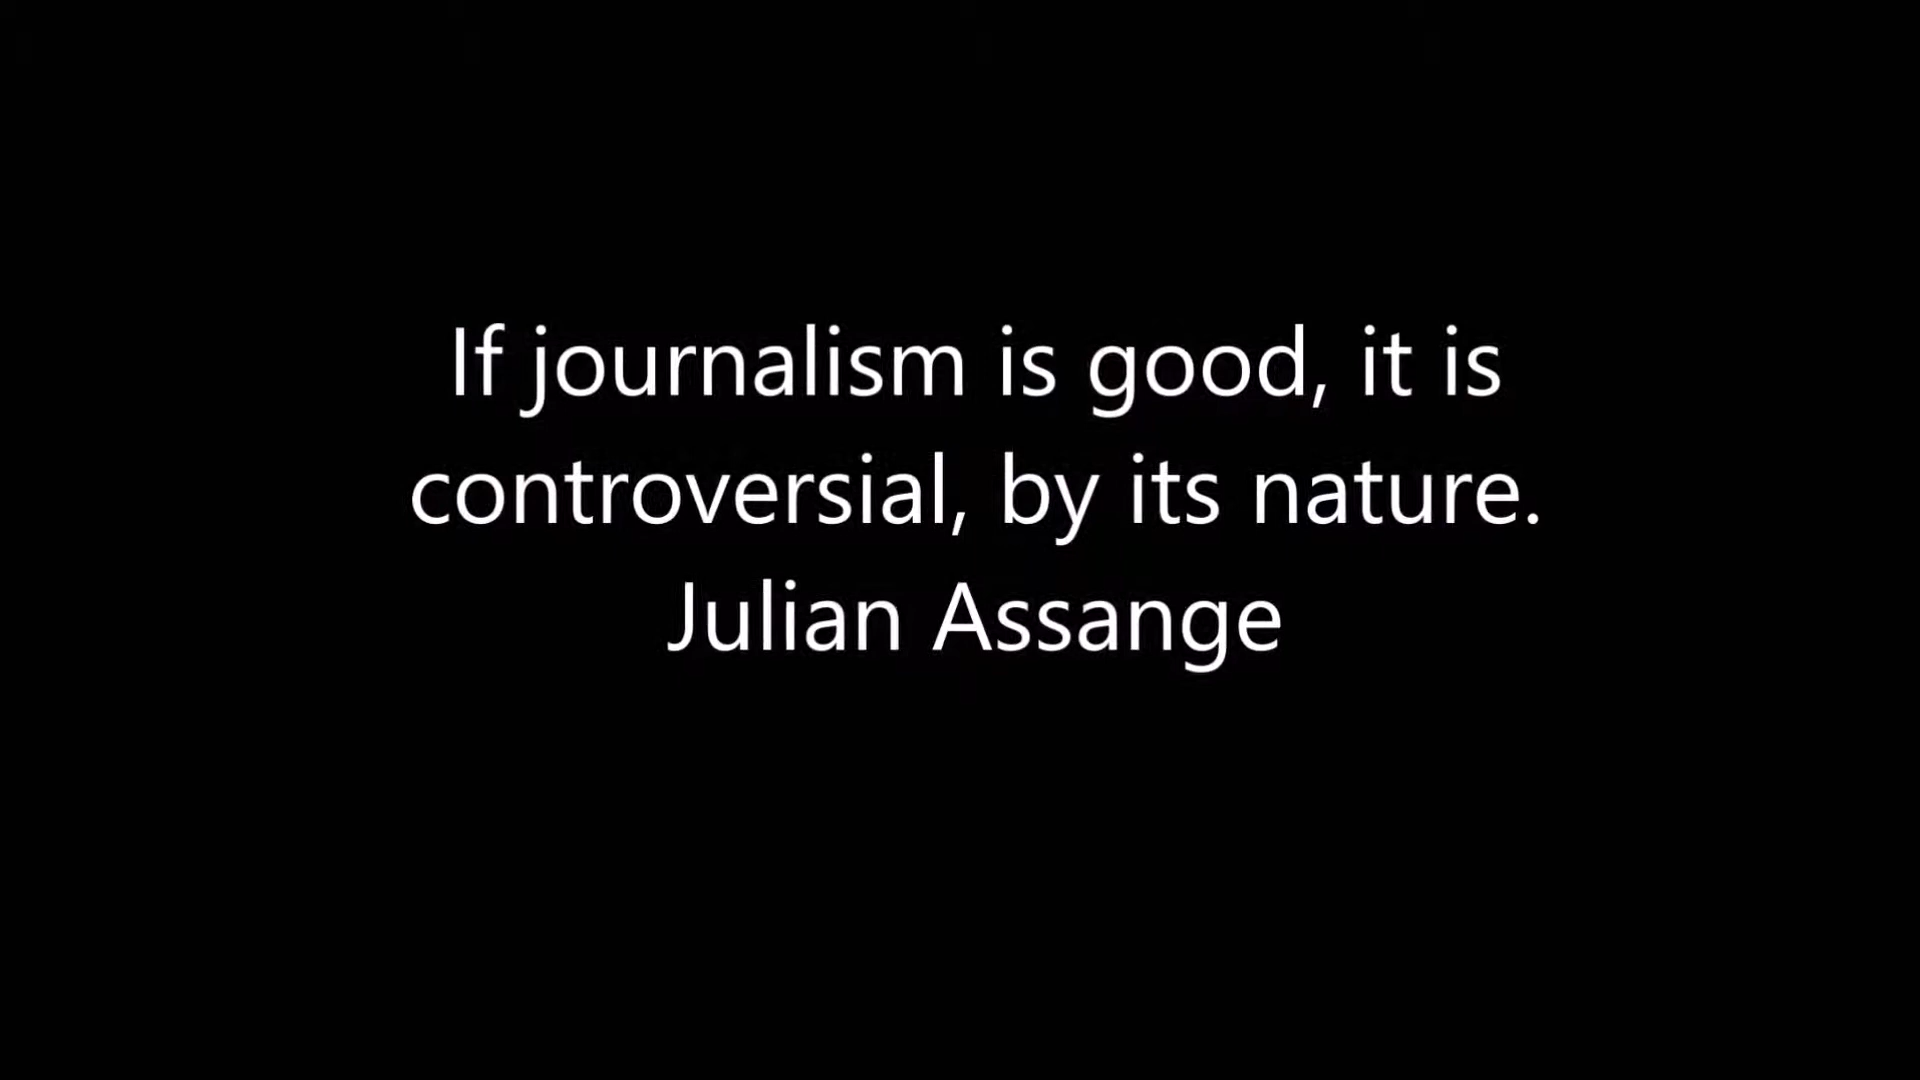 If journalism is good, it is
controversial, by its nature.
Julian Assange